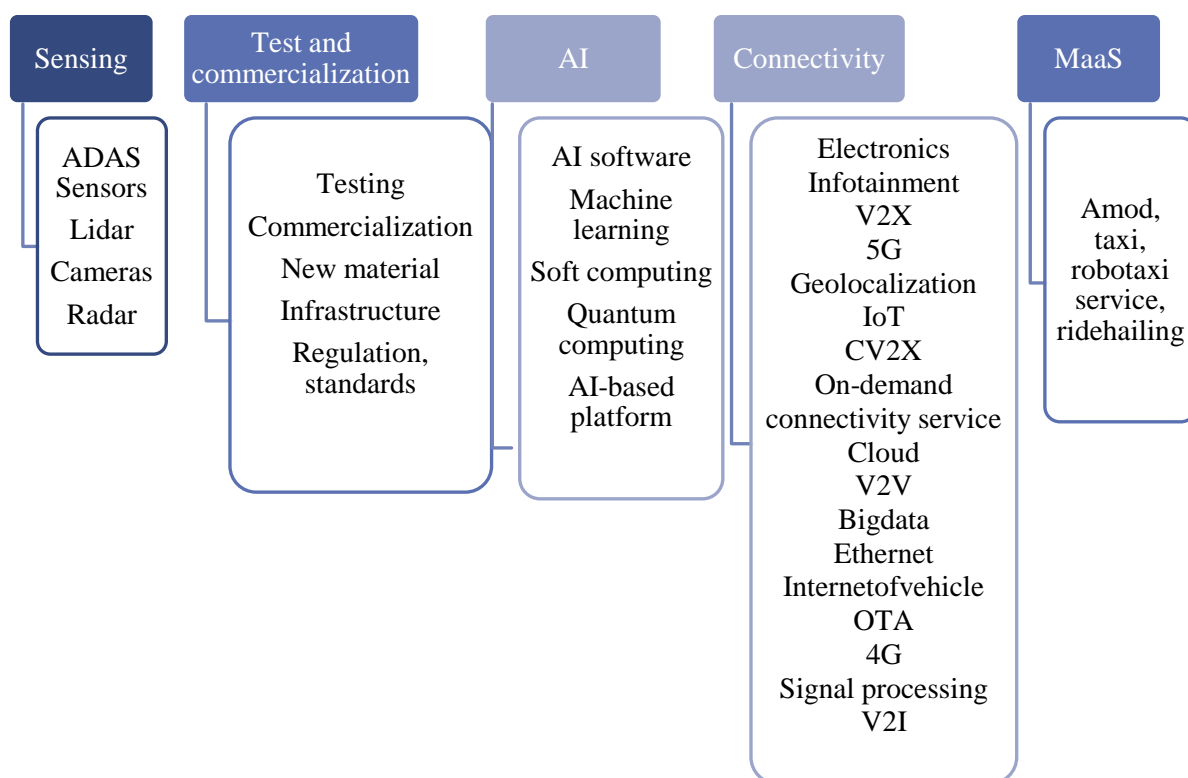 Sensing
ADAS
Sensors
Lidar
Cameras
Radar
Test and
commercialization
Testing
Commercialization
New material
Infrastructure
Regulation,
standards
AI
AI software
Machine
learning
Soft computing
Quantum
computing
AI-based
platform
Connectivity
Electronics
Infotainment
V2X
5G
Geolocalization
IoT
CV2X
On-demand
connectivity service
Cloud
V2V
Bigdata
Ethernet
Internetofvehicle
OTA
4G
Signal processing
V2I
MaaS
Amod,
taxi,
robotaxi
service,
ridehailing